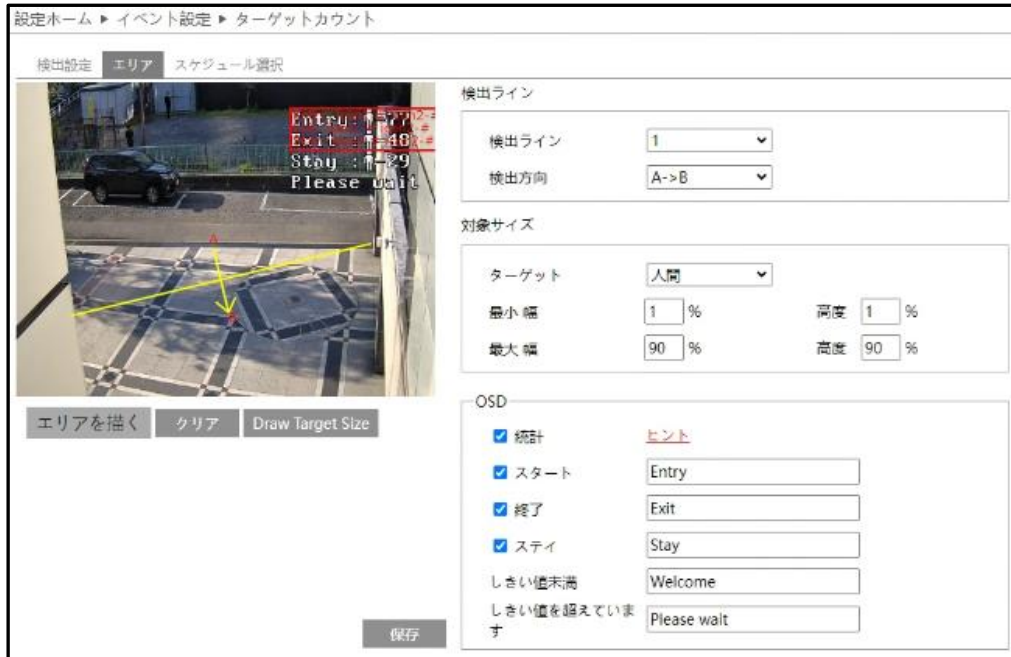 設定ホーム ▶ イベント設定 ▶ ターゲットカウント
検出設定 エリア スケジュール選択
Entry: 77
Exit : 48
Stay : 29
Please wait
A
エリアを描く クリア Draw Target Size
検出ライン
検出ライン 1
検出方向 A->B
対象サイズ
ターゲット 人間
最小 幅 1 % 高度 1 %
最大 幅 90 % 高度 90 %
OSD
統計 ヒント
スタート Entry
終了 Exit
ステイ Stay
しきい値未満 Welcome
しきい値を超えていま
す Please wait
保存